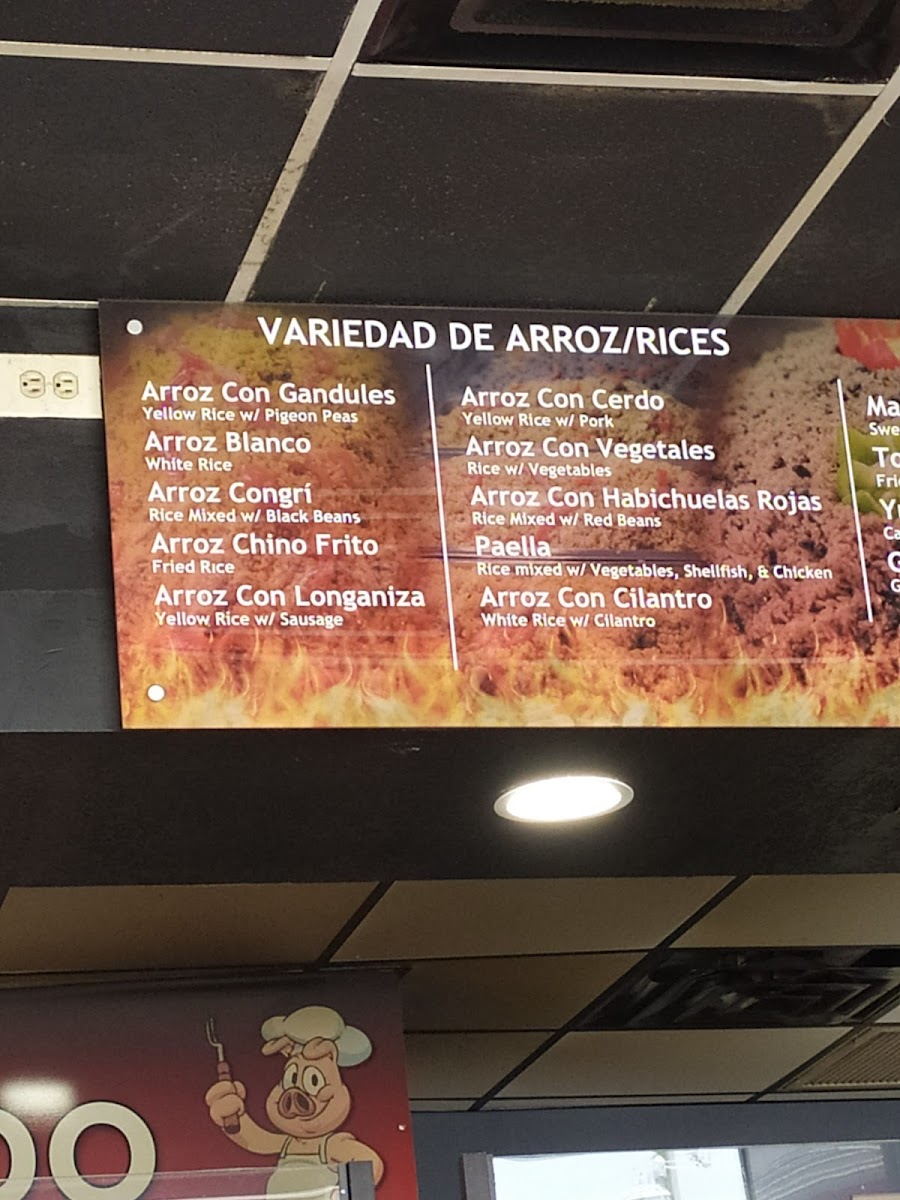 VARIEDAD DE ARROZ/RICES
Arroz Con Gandules
Yellow Rice w/ Pigeon Peas
Arroz Blanco
White Rice
Arroz Congrí
Rice Mixed w/ Black Beans
Arroz Chino Frito
Fried Rice
Arroz Con Longaniza
Yellow Rice w/ Sausage
Arroz Con Cerdo
Yellow Rice w/ Pork
Arroz Con Vegetales
Rice w/ Vegetables
Arroz Con Habichuelas Rojas
Rice Mixed w/ Red Beans
Paella
Rice mixed w/ Vegetables, Shellfish, & Chicken
Arroz Con Cilantro
White Rice w/ Cilantro